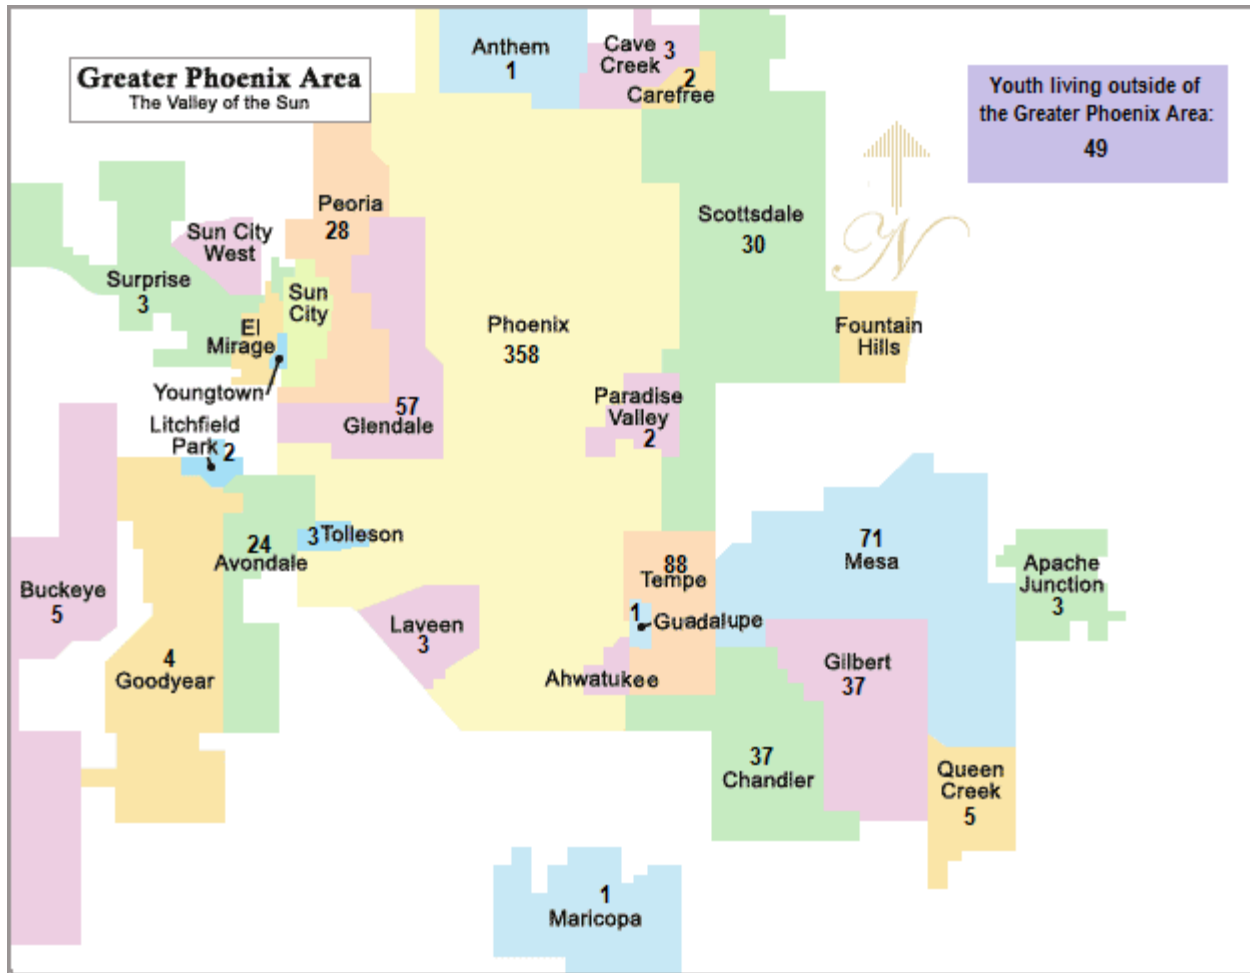 Greater Phoenix Area
The Valley of the Sun
Anthem
1
Cave
Creek
3
2
Carefree
Youth living outside of
the Greater Phoenix Area:
49
N
Peoria
28
Scottsdale
30
Sun City
West
Surprise
3
Sun
City
El
Mirage
Youngtown
Phoenix
358
Fountain
Hills
Paradise
Valley
2
57
Glendale
Litchfield
Park
2
3
Tolleson
24
Avondale
71
Mesa
88
Tempe
Apache
Junction
3
Buckeye
5
1
Guadalupe
Laveen
3
4
Goodyear
Ahwatukee
Gilbert
37
37
Chandler
Queen
Creek
5
1
Maricopa